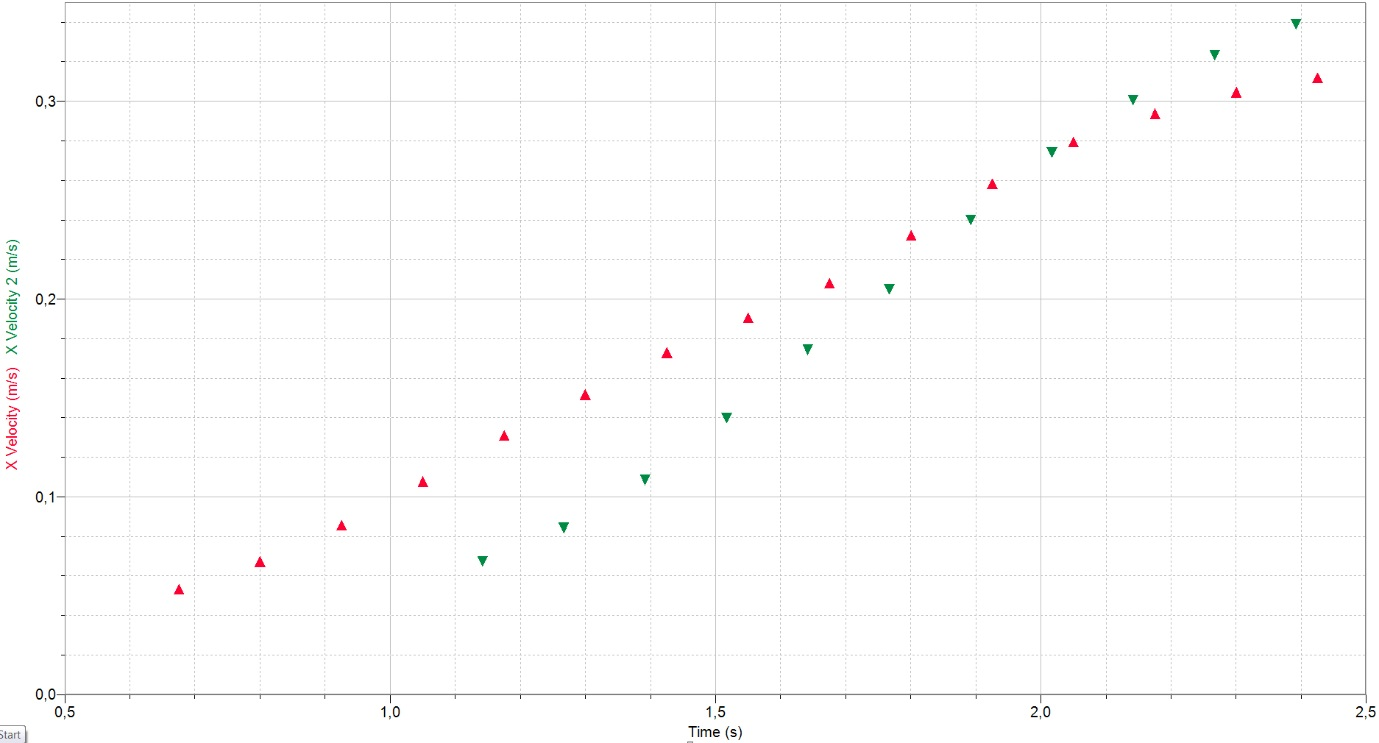 0,3
0,2
0,1
0,0
X Velocity (m/s) X Velocity 2 (m/s)
0,5 1,0 1,5 2,0 2,5
Time (s)
Start